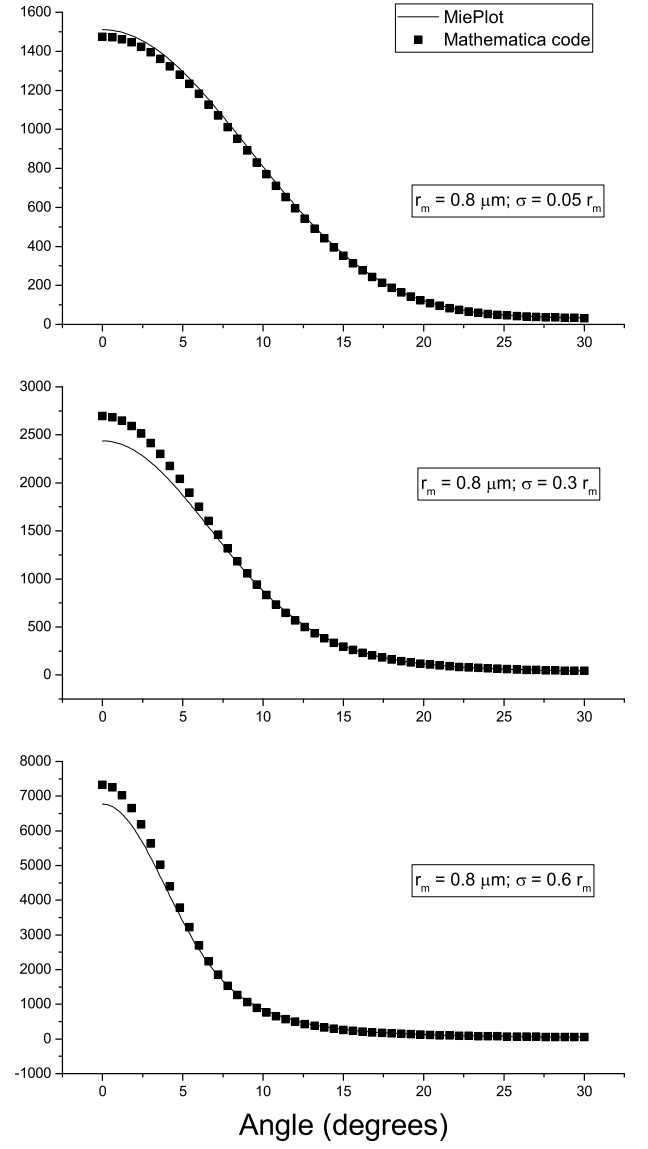 1600
MiePlot
Mathematica code
1400
1200
1000
800
600
400
200
0
r_m = 0.8 μm; σ = 0.05 r_m
0 5 10 15 20 25 30
3000
2500
2000
1500
1000
500
0
r_m = 0.8 μm; σ = 0.3 r_m
0 5 10 15 20 25 30
8000
7000
6000
5000
4000
3000
2000
1000
0
-1000
r_m = 0.8 μm; σ = 0.6 r_m
0 5 10 15 20 25 30
Angle (degrees)